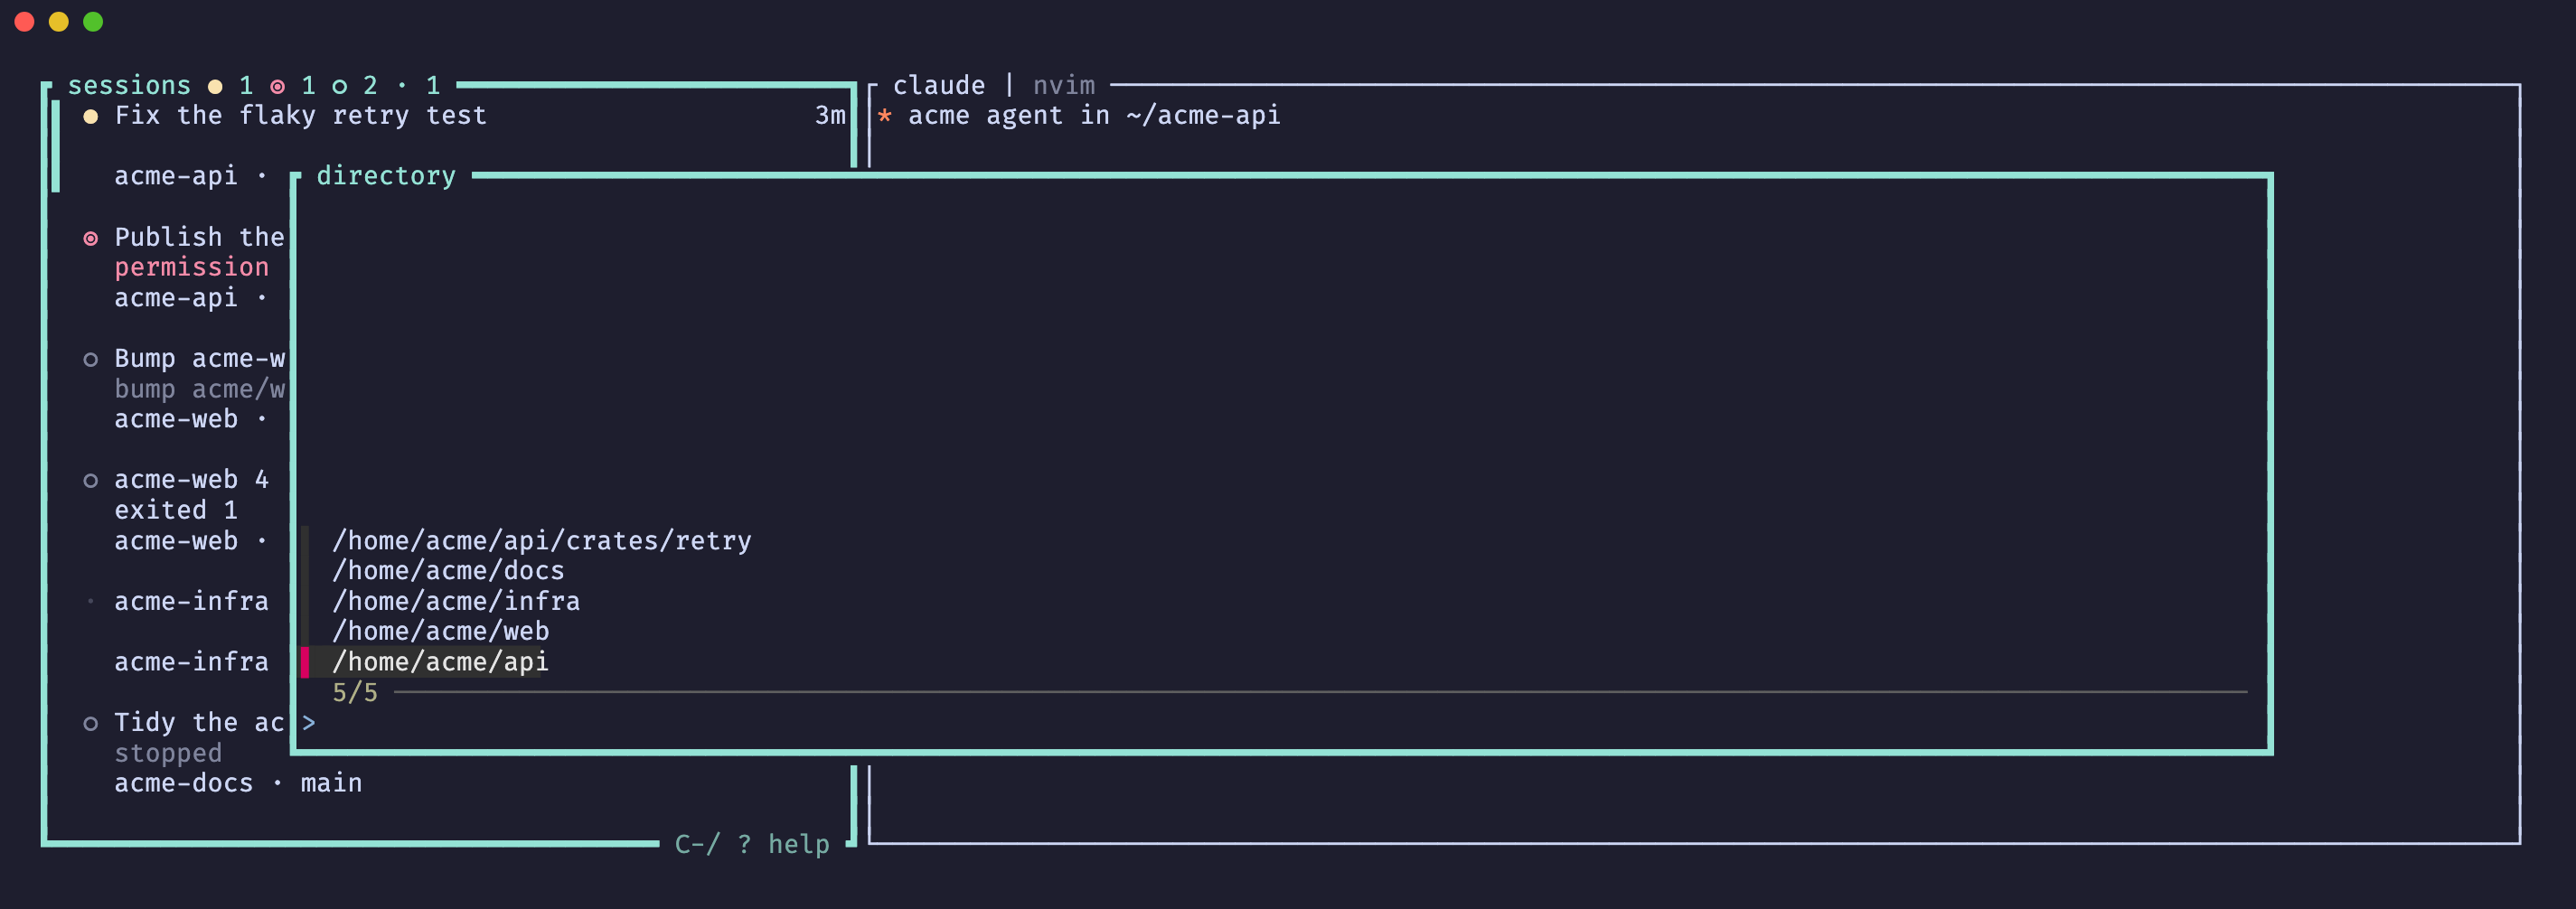 sessions ● 1 ◉ 1 ○ 2 · 1
● Fix the flaky retry test 3m
acme-api ·
◉ Publish the
permission
acme-api ·
○ Bump acme-w
bump acme/w
acme-web ·
○ acme-web 4
exited 1
acme-web ·
· acme-infra
acme-infra
○ Tidy the ac
stopped
acme-docs · main
C-/ ? help
claude | nvim
* acme agent in ~/acme-api
directory
/home/acme/api/crates/retry
/home/acme/docs
/home/acme/infra
/home/acme/web
/home/acme/api
5/5
>